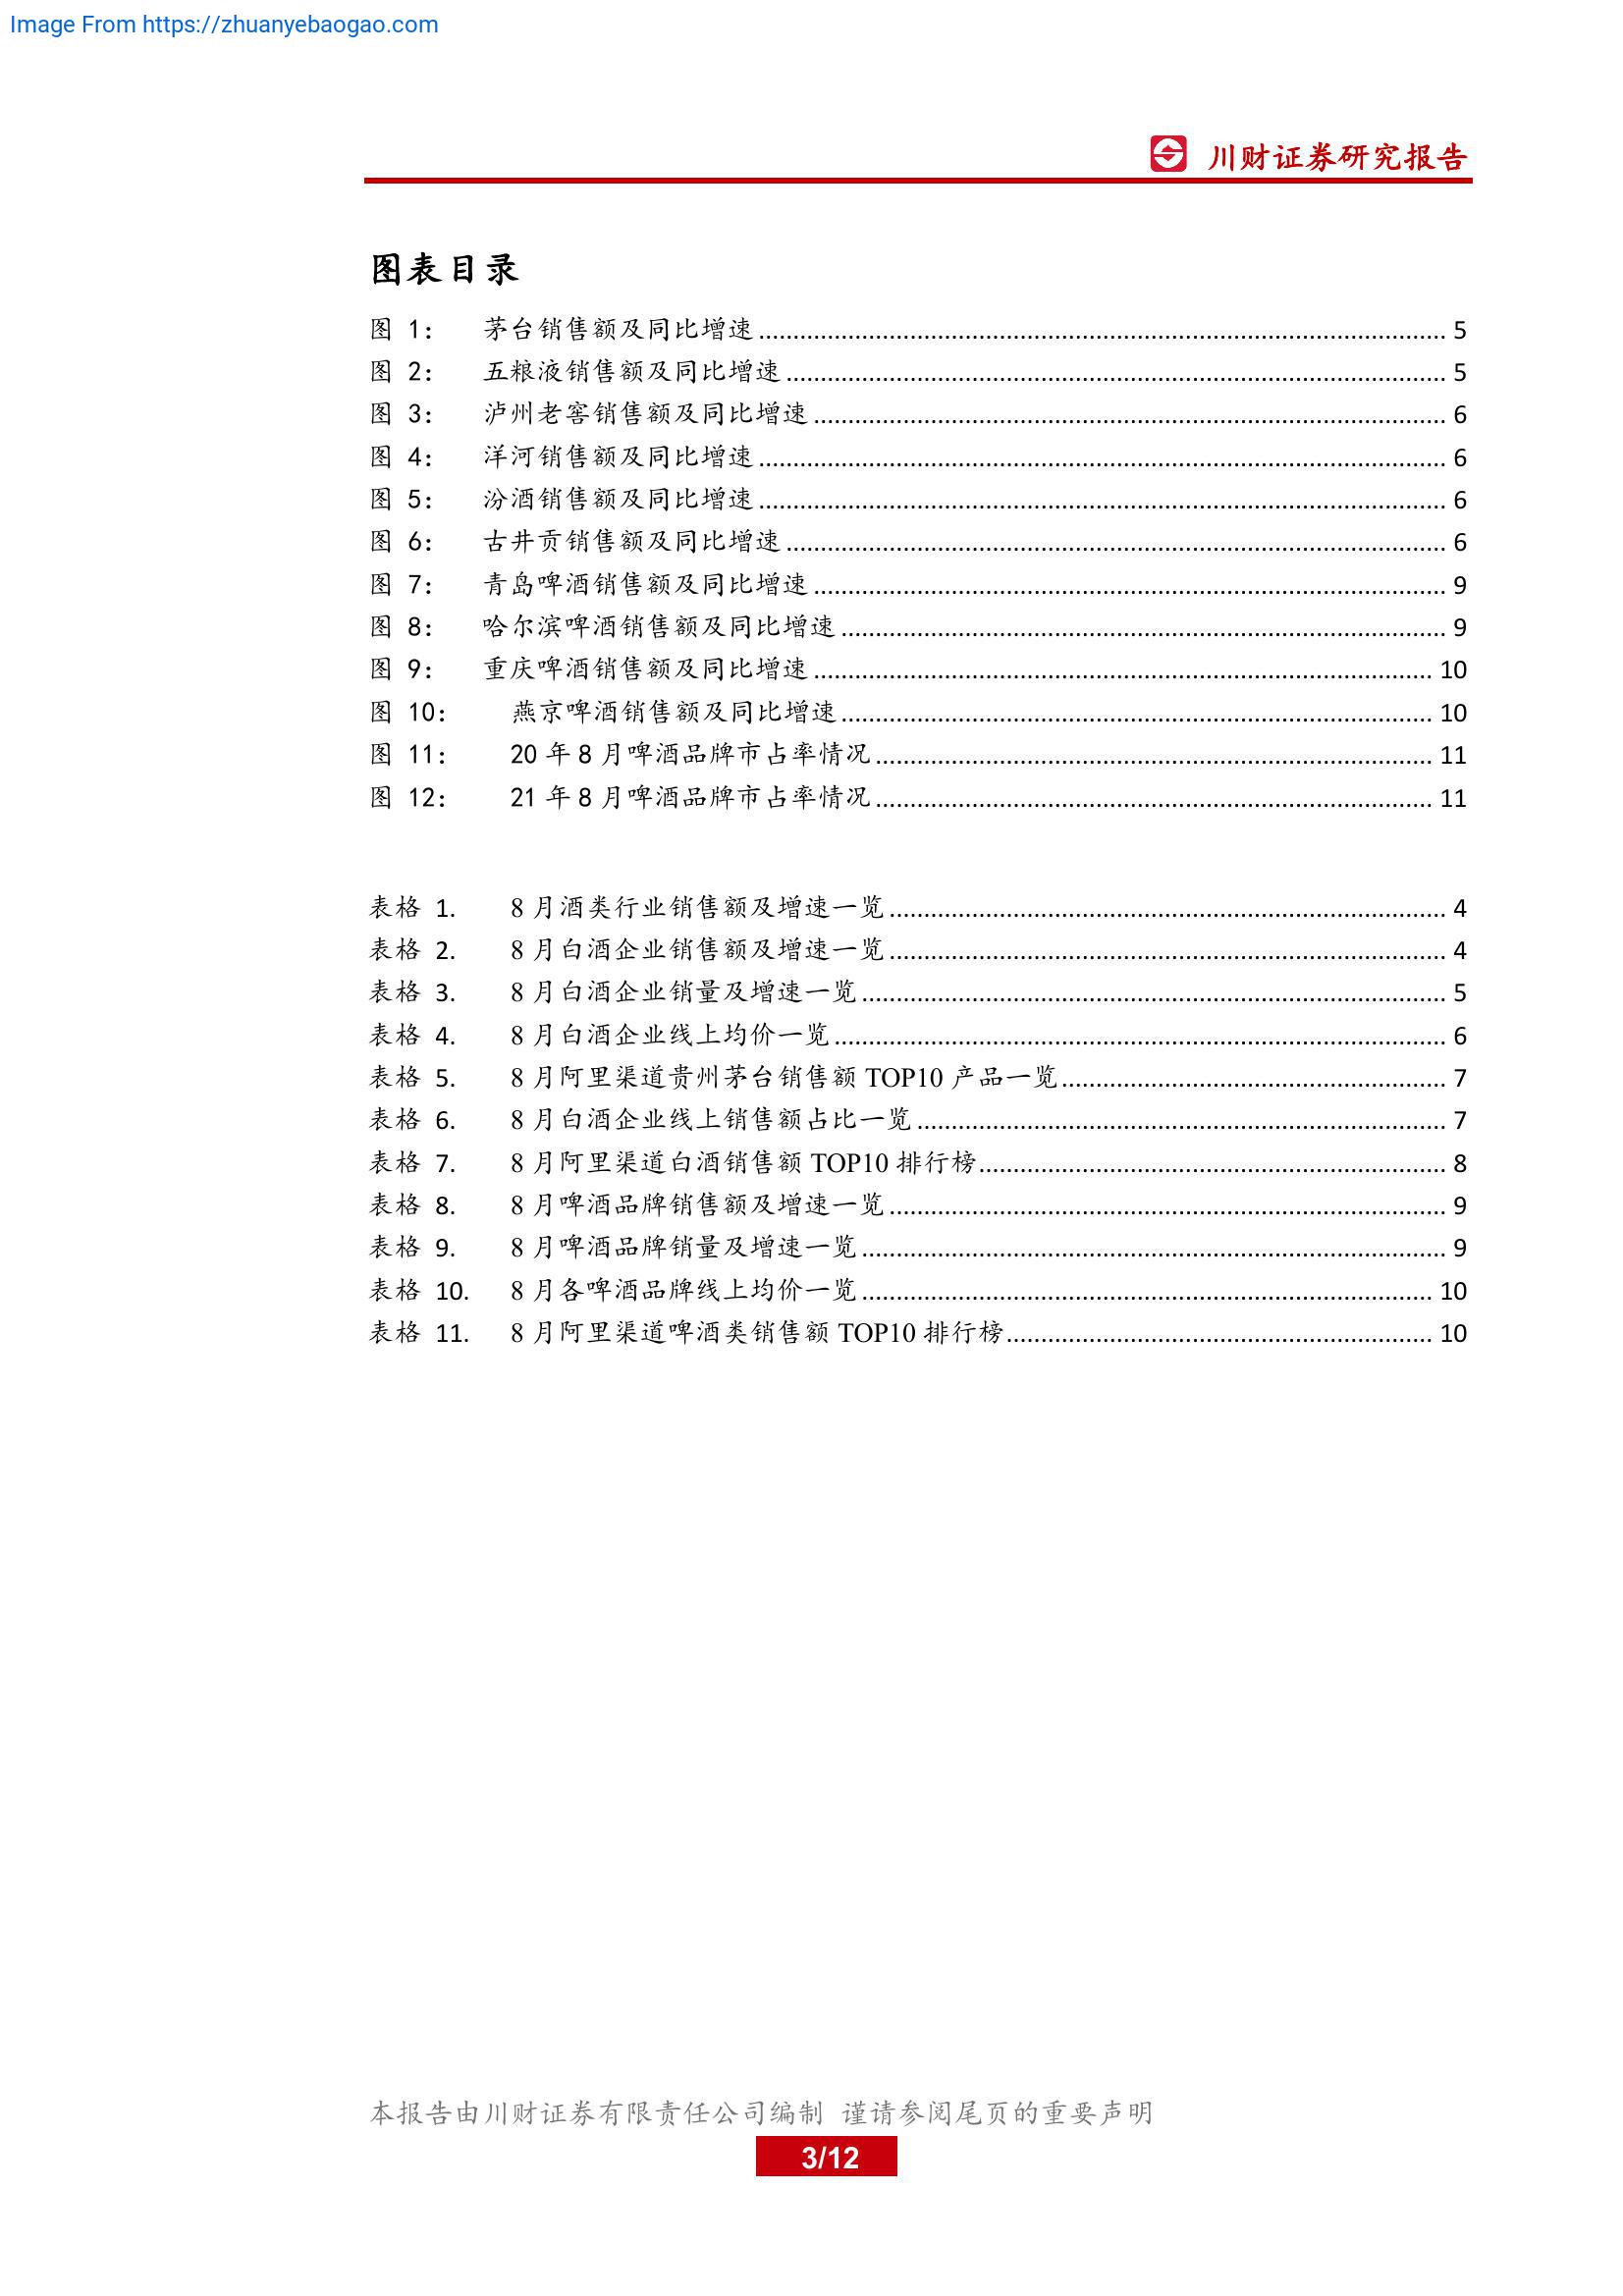 Image From https://zhuanyebaogao.com
川财证券研究报告
图表目录
图 1： 茅台销售额及同比增速 5
图 2： 五粮液销售额及同比增速 5
图 3： 泸州老窖销售额及同比增速 6
图 4： 洋河销售额及同比增速 6
图 5： 汾酒销售额及同比增速 6
图 6： 古井贡销售额及同比增速 6
图 7： 青岛啤酒销售额及同比增速 9
图 8： 哈尔滨啤酒销售额及同比增速 9
图 9： 重庆啤酒销售额及同比增速 10
图 10： 燕京啤酒销售额及同比增速 10
图 11： 20 年 8 月啤酒品牌市占率情况 11
图 12： 21 年 8 月啤酒品牌市占率情况 11
表格 1. 8 月酒类行业销售额及增速一览 4
表格 2. 8 月白酒企业销售额及增速一览 4
表格 3. 8 月白酒企业销量及增速一览 5
表格 4. 8 月白酒企业线上均价一览 6
表格 5. 8 月阿里渠道贵州茅台销售额 TOP10 产品一览 7
表格 6. 8 月白酒企业线上销售额占比一览 7
表格 7. 8 月阿里渠道白酒销售额 TOP10 排行榜 8
表格 8. 8 月啤酒品牌销售额及增速一览 9
表格 9. 8 月啤酒品牌销量及增速一览 9
表格 10. 8 月各啤酒品牌线上均价一览 10
表格 11. 8 月阿里渠道啤酒类销售额 TOP10 排行榜 10
本报告由川财证券有限责任公司编制 谨请参阅尾页的重要声明
3/12